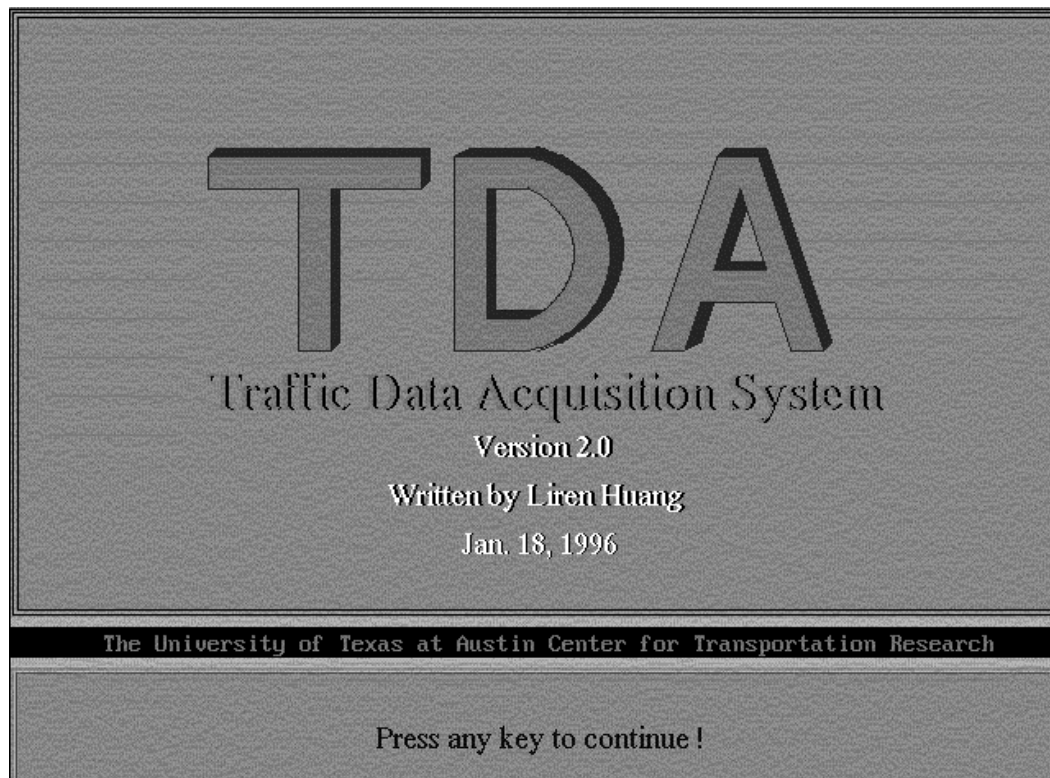 TDA
Traffic Data Acquisition System
Version 2.0
Written by Liren Huang
Jan. 18, 1996
The University of Texas at Austin Center for Transportation Research
Press any key to continue !